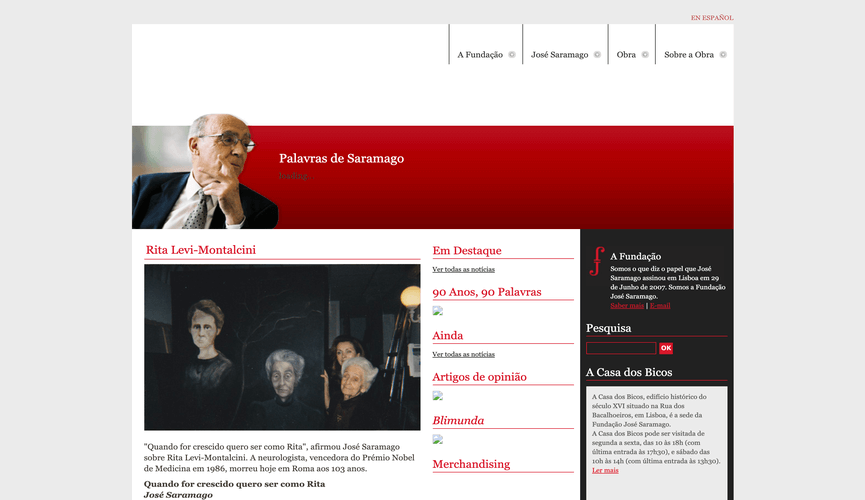 EN ESPAÑOL
A Fundação
José Saramago
Obra
Sobre a Obra
Palavras de Saramago
Rita Levi-Montalcini
"Quando for crescido quero ser como Rita", afirmou José Saramago
sobre Rita Levi-Montalcini. A neurologista, vencedora do Prémio Nobel
de Medicina em 1986, morreu hoje em Roma aos 103 anos.
Quando for crescido quero ser como Rita
José Saramago
Em Destaque
Ver todas as notícias
90 Anos, 90 Palavras
Ainda
Ver todas as notícias
Artigos de opinião
Blimunda
Merchandising
A Fundação
Somos o que diz o papel que José
Saramago assinou em Lisboa em 29
de Junho de 2007. Somos a Fundação
José Saramago.
Saber mais | E-mail
Pesquisa
OK
A Casa dos Bicos
A Casa dos Bicos, edifício histórico do
século XVI situado na Rua dos
Bacalhoeiros, em Lisboa, é a sede da
Fundação José Saramago.
A Casa dos Bicos pode ser visitada de
segunda a sexta, das 10 às 18h (com
última entrada às 17h30), e sábado das
10h às 14h (com última entrada às 13h30).
Ler mais